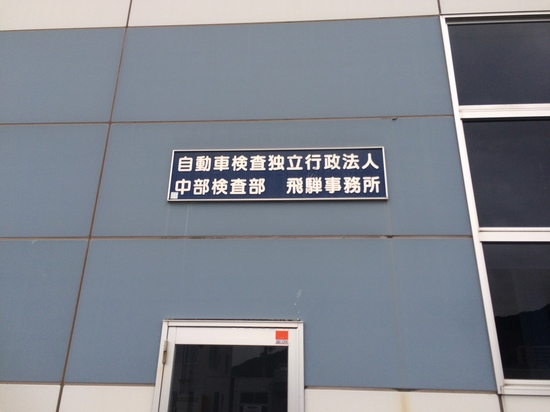 自動車検査独立行政法人
中部検査部　飛騨事務所